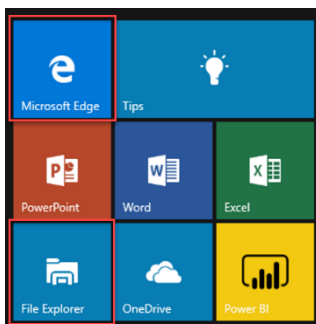 Microsoft Edge
Tips
PowerPoint
Word
Excel
File Explorer
OneDrive
Power BI